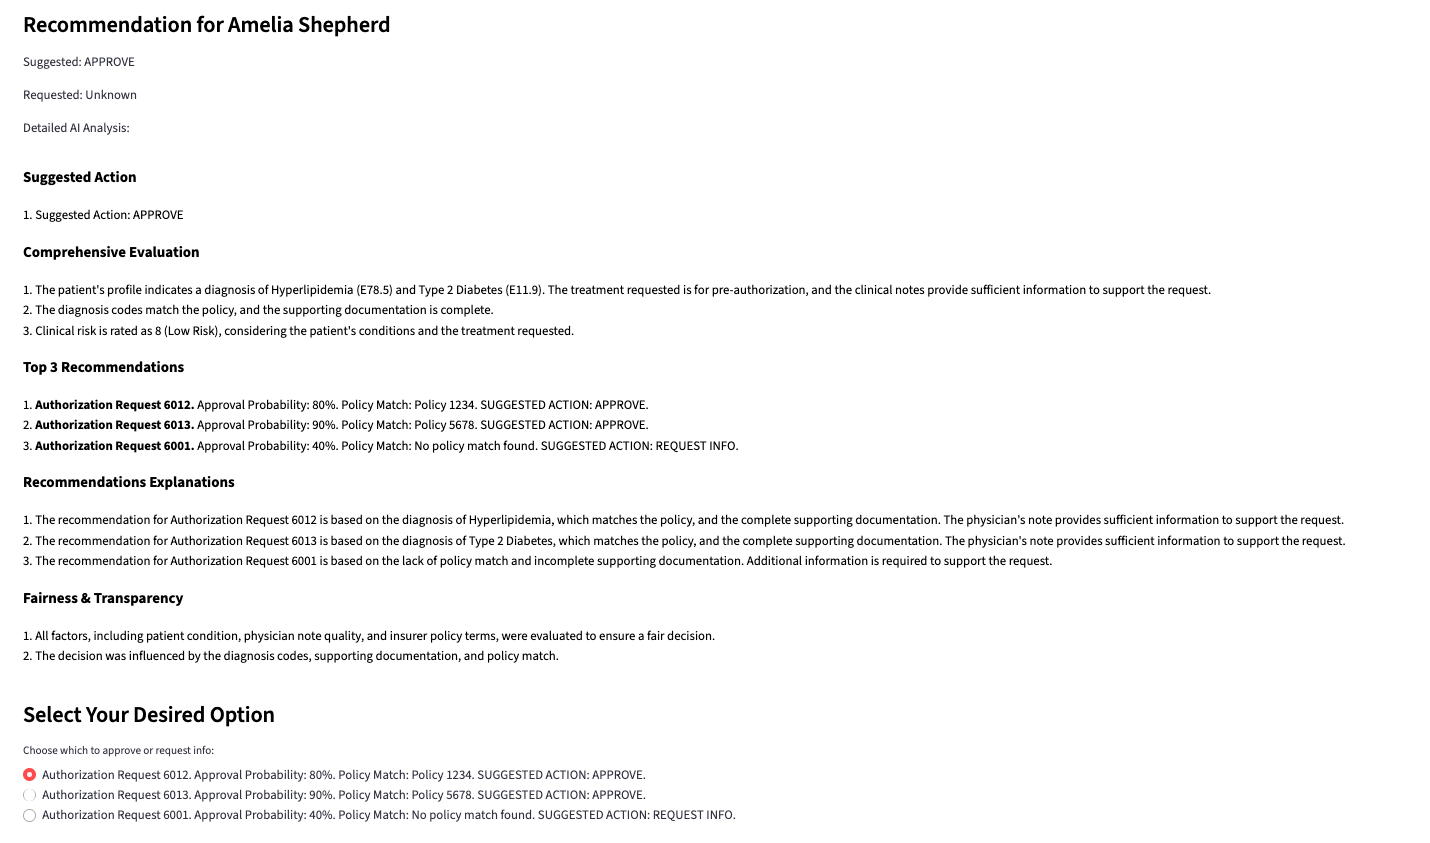 Recommendation for Amelia Shepherd
Suggested: APPROVE
Requested: Unknown
Detailed AI Analysis:
Suggested Action
1. Suggested Action: APPROVE
Comprehensive Evaluation
1. The patient's profile indicates a diagnosis of Hyperlipidemia (E78.5) and Type 2 Diabetes (E11.9). The treatment requested is for pre-authorization, and the clinical notes provide sufficient information to support the request.
2. The diagnosis codes match the policy, and the supporting documentation is complete.
3. Clinical risk is rated as 8 (Low Risk), considering the patient's conditions and the treatment requested.
Top 3 Recommendations
1. Authorization Request 6012. Approval Probability: 80%. Policy Match: Policy 1234. SUGGESTED ACTION: APPROVE.
2. Authorization Request 6013. Approval Probability: 90%. Policy Match: Policy 5678. SUGGESTED ACTION: APPROVE.
3. Authorization Request 6001. Approval Probability: 40%. Policy Match: No policy match found. SUGGESTED ACTION: REQUEST INFO.
Recommendations Explanations
1. The recommendation for Authorization Request 6012 is based on the diagnosis of Hyperlipidemia, which matches the policy, and the complete supporting documentation. The physician's note provides sufficient information to support the request.
2. The recommendation for Authorization Request 6013 is based on the diagnosis of Type 2 Diabetes, which matches the policy, and the complete supporting documentation. The physician's note provides sufficient information to support the request.
3. The recommendation for Authorization Request 6001 is based on the lack of policy match and incomplete supporting documentation. Additional information is required to support the request.
Fairness & Transparency
1. All factors, including patient condition, physician note quality, and insurer policy terms, were evaluated to ensure a fair decision.
2. The decision was influenced by the diagnosis codes, supporting documentation, and policy match.
Select Your Desired Option
Choose which to approve or request info:
Authorization Request 6012. Approval Probability: 80%. Policy Match: Policy 1234. SUGGESTED ACTION: APPROVE.
Authorization Request 6013. Approval Probability: 90%. Policy Match: Policy 5678. SUGGESTED ACTION: APPROVE.
Authorization Request 6001. Approval Probability: 40%. Policy Match: No policy match found. SUGGESTED ACTION: REQUEST INFO.